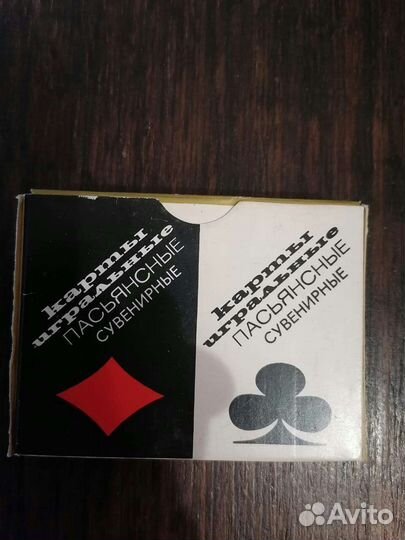 карты
игральные
ПАСЬЯНСНЫЕ
СУВЕНИРНЫЕ
карты
игральные
ПАСЬЯНСНЫЕ
СУВЕНИРНЫЕ
Avito